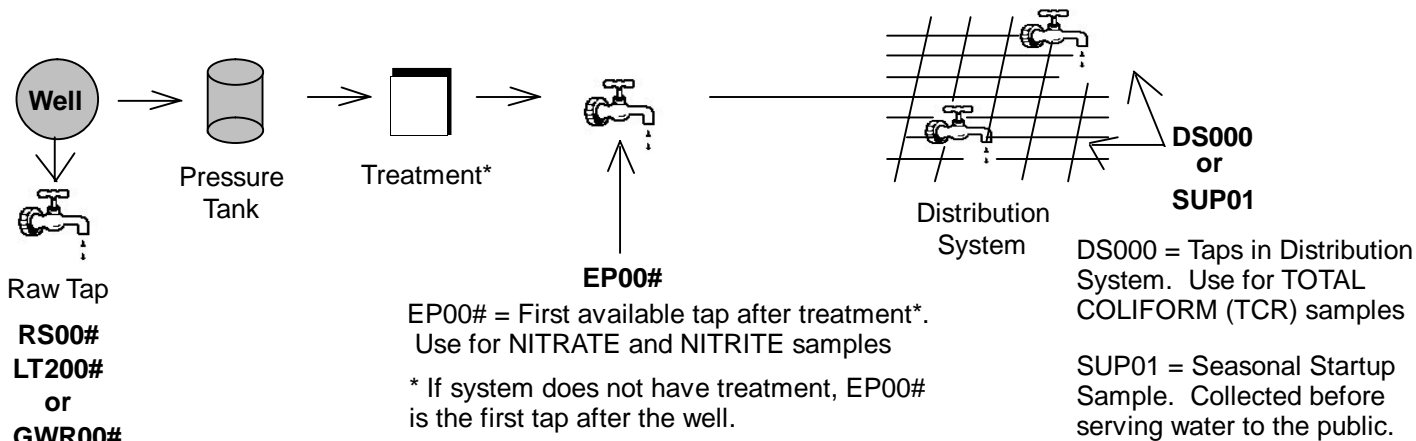 Well
Pressure
Tank
Treatment*
Raw Tap
RS00#
LT200#
or
GWR00#
EP00#
EP00# = First available tap after treatment*.
Use for NITRATE and NITRITE samples
* If system does not have treatment, EP00#
is the first tap after the well.
Distribution
System
DS000
or
SUP01
DS000 = Taps in Distribution
System. Use for TOTAL
COLIFORM (TCR) samples
SUP01 = Seasonal Startup
Sample. Collected before
serving water to the public.